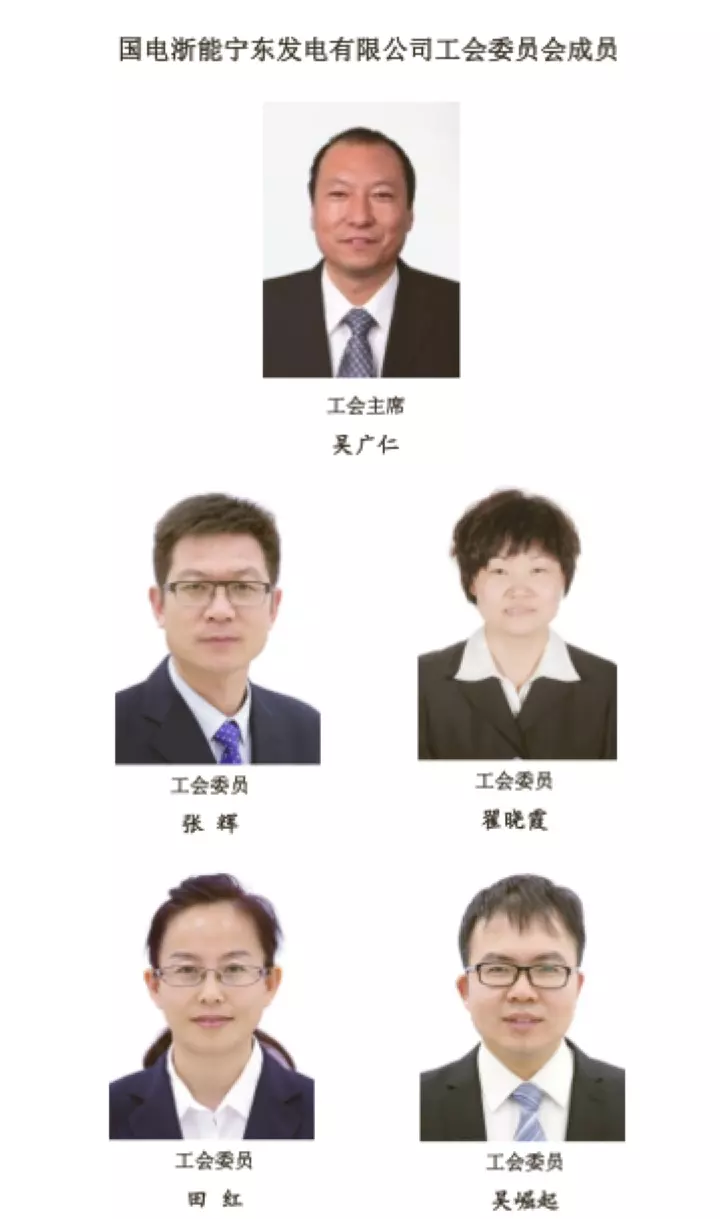 国电浙能宁东发电有限公司工会委员会成员
工会主席
吴广仁
工会委员
张 辉
工会委员
翟晓霞
工会委员
田 红
工会委员
吴崛起